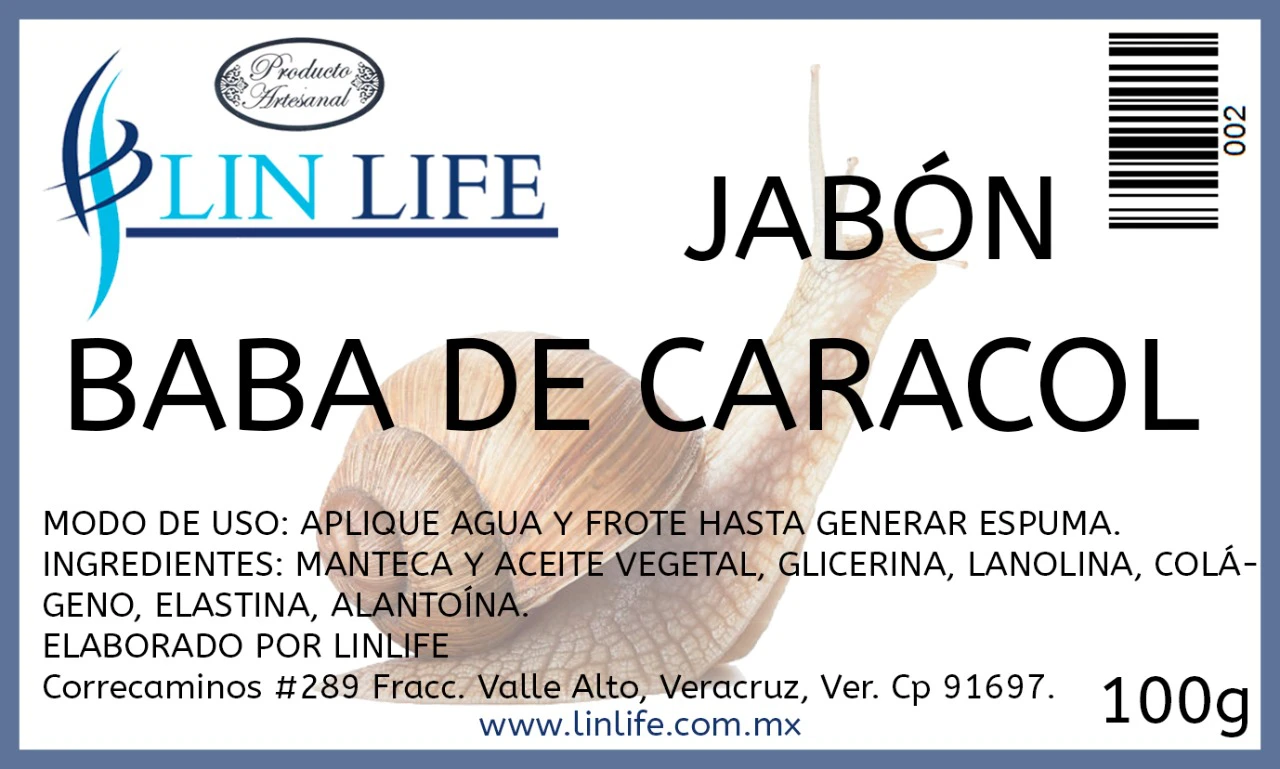 Producto
Artesanal
LIN LIFE
002
JABÓN
BABA DE CARACOL
MODO DE USO: APLIQUE AGUA Y FROTE HASTA GENERAR ESPUMA.
INGREDIENTES: MANTECA Y ACEITE VEGETAL, GLICERINA, LANOLINA, COLÁ-
GENO, ELASTINA, ALANTOÍNA.
ELABORADO POR LINLIFE
Correcaminos #289 Fracc. Valle Alto, Veracruz, Ver. Cp 91697.
100g
www.linlife.com.mx